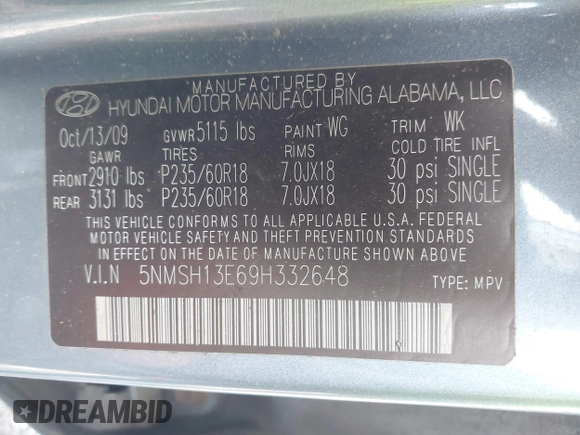 MANUFACTURED BY
HYUNDAI MOTOR MANUFACTURING ALABAMA, LLC
Oct/13/09 GVWR 5115 lbs PAINT WG TRIM WK
GAWR TIRES RIMS COLD TIRE INFL
FRONT 2910 lbs P235/60R18 7.0JX18 30 psi SINGLE
REAR 3131 lbs P235/60R18 7.0JX18 30 psi SINGLE
THIS VEHICLE CONFORMS TO ALL APPLICABLE U.S.A. FEDERAL
MOTOR VEHICLE SAFETY AND THEFT PREVENTION STANDARDS
IN EFFECT ON THE DATE OF MANUFACTURE SHOWN ABOVE.
V.I.N 5NMSH13E69H332648 TYPE: MPV
DREAMBID